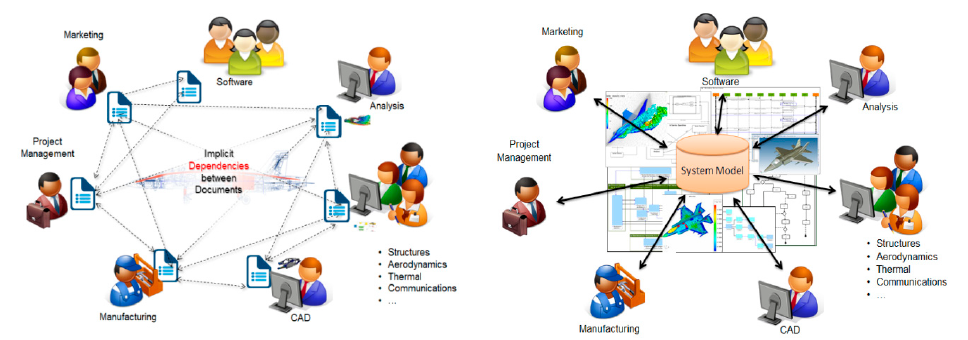 Marketing
Software
Analysis
Project
Management
Implicit
Dependencies
between
Documents
• Structures
• Aerodynamics
• Thermal
• Communications
• ...
Manufacturing
CAD
Marketing
Software
Analysis
Project
Management
System Model
• Structures
• Aerodynamics
• Thermal
• Communications
• ...
Manufacturing
CAD